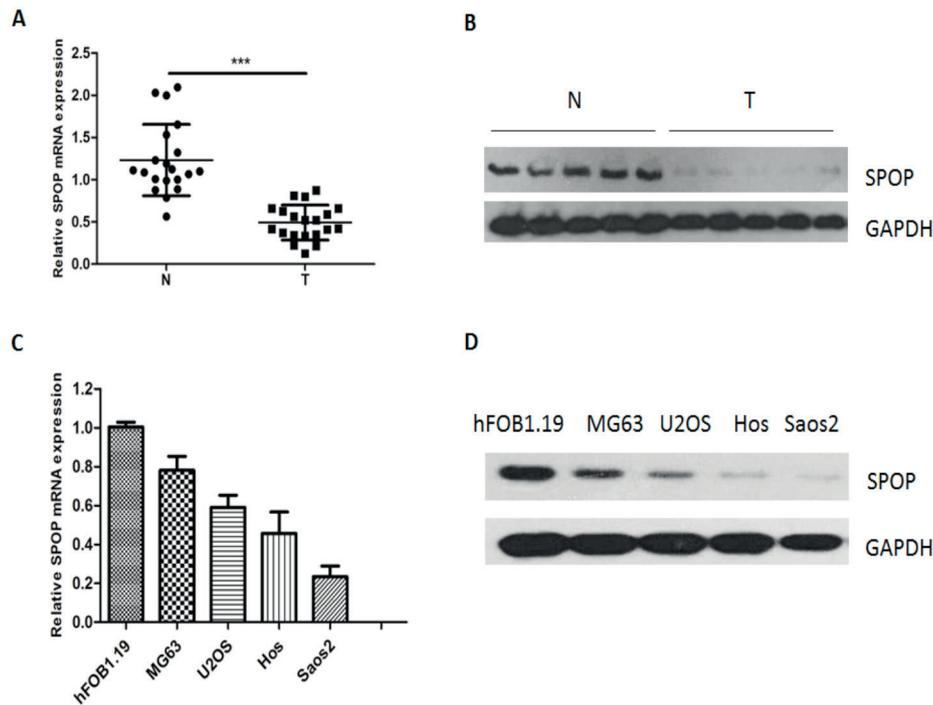 A
Relative SPOP mRNA expression
2.5
2.0
1.5
1.0
0.5
0.0
***
N
T
B
N
T
SPOP
GAPDH
C
Relative SPOP mRNA expression
1.2
1.0
0.8
0.6
0.4
0.2
0.0
hFOB1.19
MG63
U2OS
Hos
Saos2
D
hFOB1.19 MG63 U2OS Hos Saos2
SPOP
GAPDH